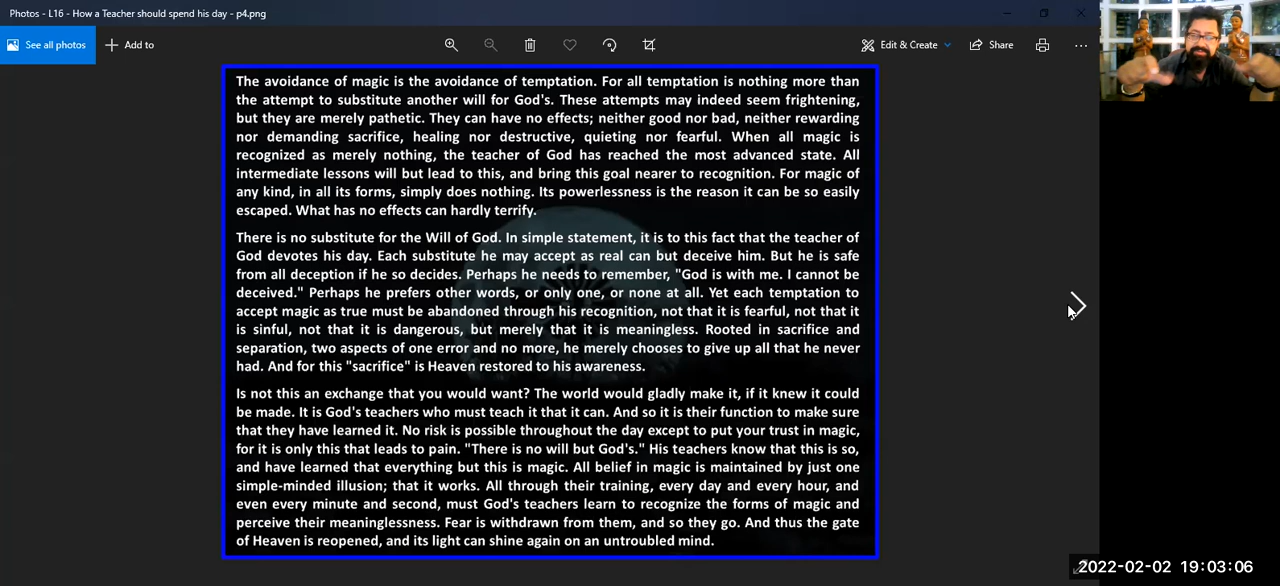 Photos - L16 - How a Teacher should spend his day - p4.png
See all photos
Add to
Edit & Create
Share
The avoidance of magic is the avoidance of temptation. For all temptation is nothing more than
the attempt to substitute another will for God's. These attempts may indeed seem frightening,
but they are merely pathetic. They can have no effects; neither good nor bad, neither rewarding
nor demanding sacrifice, healing nor destructive, quieting nor fearful. When all magic is
recognized as merely nothing, the teacher of God has reached the most advanced state. All
intermediate lessons will but lead to this, and bring this goal nearer to recognition. For magic of
any kind, in all its forms, simply does nothing. Its powerlessness is the reason it can be so easily
escaped. What has no effects can hardly terrify.
There is no substitute for the Will of God. In simple statement, it is to this fact that the teacher of
God devotes his day. Each substitute he may accept as real can but deceive him. But he is safe
from all deception if he so decides. Perhaps he needs to remember, "God is with me. I cannot be
deceived." Perhaps he prefers other words, or only one, or none at all. Yet each temptation to
accept magic as true must be abandoned through his recognition, not that it is fearful, not that it
is sinful, not that it is dangerous, but merely that it is meaningless. Rooted in sacrifice and
separation, two aspects of one error and no more, he merely chooses to give up all that he never
had. And for this "sacrifice" is Heaven restored to his awareness.
Is not this an exchange that you would want? The world would gladly make it, if it knew it could
be made. It is God's teachers who must teach it that it can. And so it is their function to make sure
that they have learned it. No risk is possible throughout the day except to put your trust in magic,
for it is only this that leads to pain. "There is no will but God's." His teachers know that this is so,
and have learned that everything but this is magic. All belief in magic is maintained by just one
simple-minded illusion; that it works. All through their training, every day and every hour, and
even every minute and second, must God's teachers learn to recognize the forms of magic and
perceive their meaninglessness. Fear is withdrawn from them, and so they go. And thus the gate
of Heaven is reopened, and its light can shine again on an untroubled mind.
2022-02-02 19:03:06